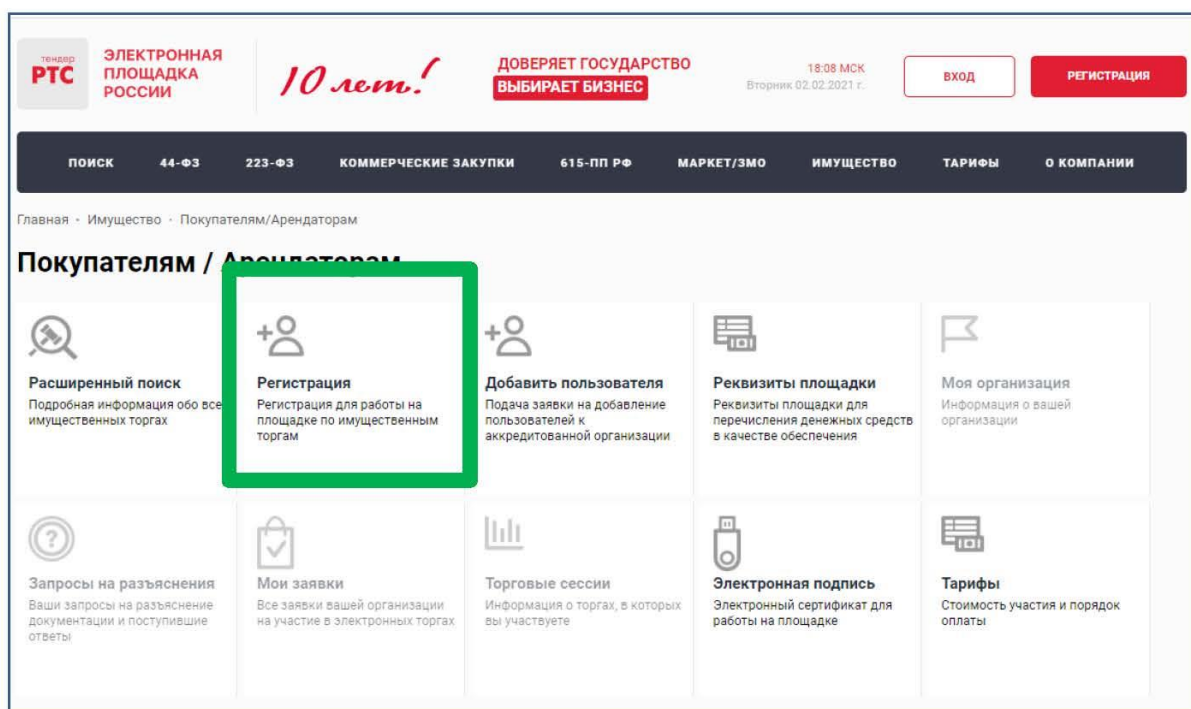 тендер
РТС
ЭЛЕКТРОННАЯ
ПЛОЩАДКА
РОССИИ
10 лет!
ДОВЕРЯЕТ ГОСУДАРСТВО
ВЫБИРАЕТ БИЗНЕС
18:08 МСК
Вторник 02.02.2021 г.
ВХОД
РЕГИСТРАЦИЯ
ПОИСК 44-ФЗ 223-ФЗ КОММЕРЧЕСКИЕ ЗАКУПКИ 615-ПП РФ МАРКЕТ/ЗМО ИМУЩЕСТВО ТАРИФЫ О КОМПАНИИ
Главная - Имущество - Покупателям/Арендаторам
Покупателям / Арендаторам
Расширенный поиск
Подробная информация обо все
имущественных торгах
Регистрация
Регистрация для работы на
площадке по имущественным
торгам
Добавить пользователя
Подача заявки на добавление
пользователей к
аккредитованной организации
Реквизиты площадки
Реквизиты площадки для
перечисления денежных средств
в качестве обеспечения
Моя организация
Информация о вашей
организации
Запросы на разъяснения
Ваши запросы на разъяснение
документации и поступившие
ответы
Мои заявки
Все заявки вашей организации
на участие в электронных торгах
Торговые сессии
Информация о торгах, в которых
вы участвуете
Электронная подпись
Электронный сертификат для
работы на площадке
Тарифы
Стоимость участия и порядок
оплаты